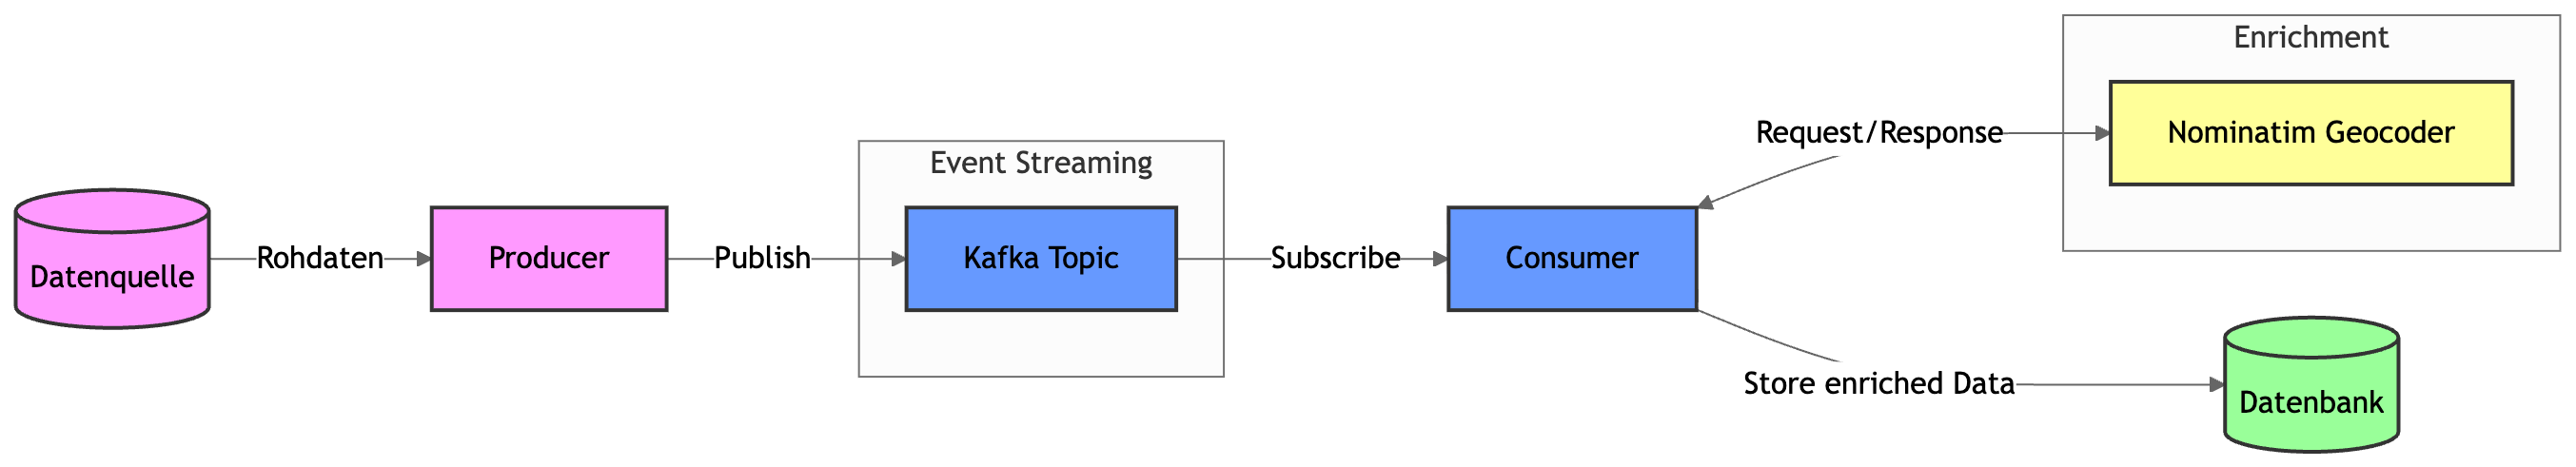 Datenquelle
Rohdaten
Producer
Publish
Event Streaming
Kafka Topic
Subscribe
Consumer
Request/Response
Enrichment
Nominatim Geocoder
Store enriched Data
Datenbank